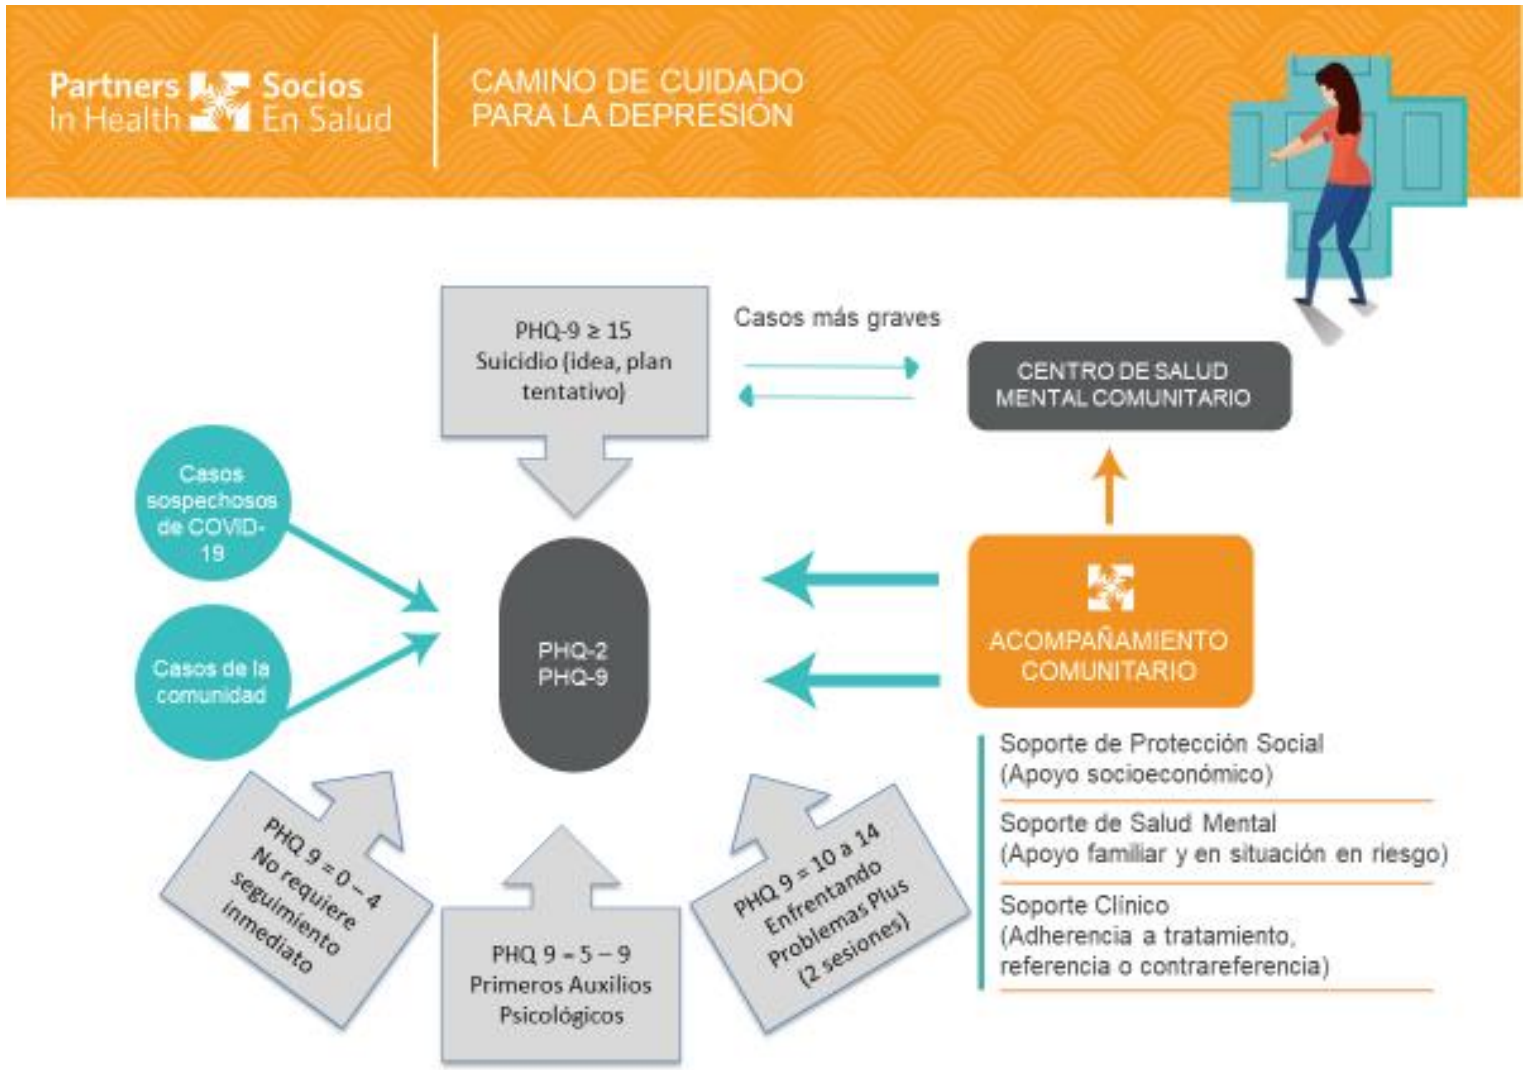 Partners
In Health
Socios
En Salud
CAMINO DE CUIDADO
PARA LA DEPRESIÓN
PHQ-9 ≥ 15
Suicidio (idea, plan
tentativo)
Casos más graves
CENTRO DE SALUD
MENTAL COMUNITARIO
Casos
sospechosos
de COVID-
19
Casos de la
comunidad
PHQ-2
PHQ-9
ACOMPAÑAMIENTO
COMUNITARIO
Soporte de Protección Social
(Apoyo socioeconómico)
Soporte de Salud Mental
(Apoyo familiar y en situación en riesgo)
Soporte Clínico
(Adherencia a tratamiento,
referencia o contrareferencia)
PHQ 9 = 0 – 4
No requiere
seguimiento
inmediato
PHQ 9 = 5 – 9
Primeros Auxilios
Psicológicos
PHQ 9 = 10 a 14
Enfrentando
Problemas Plus
(2 sesiones)